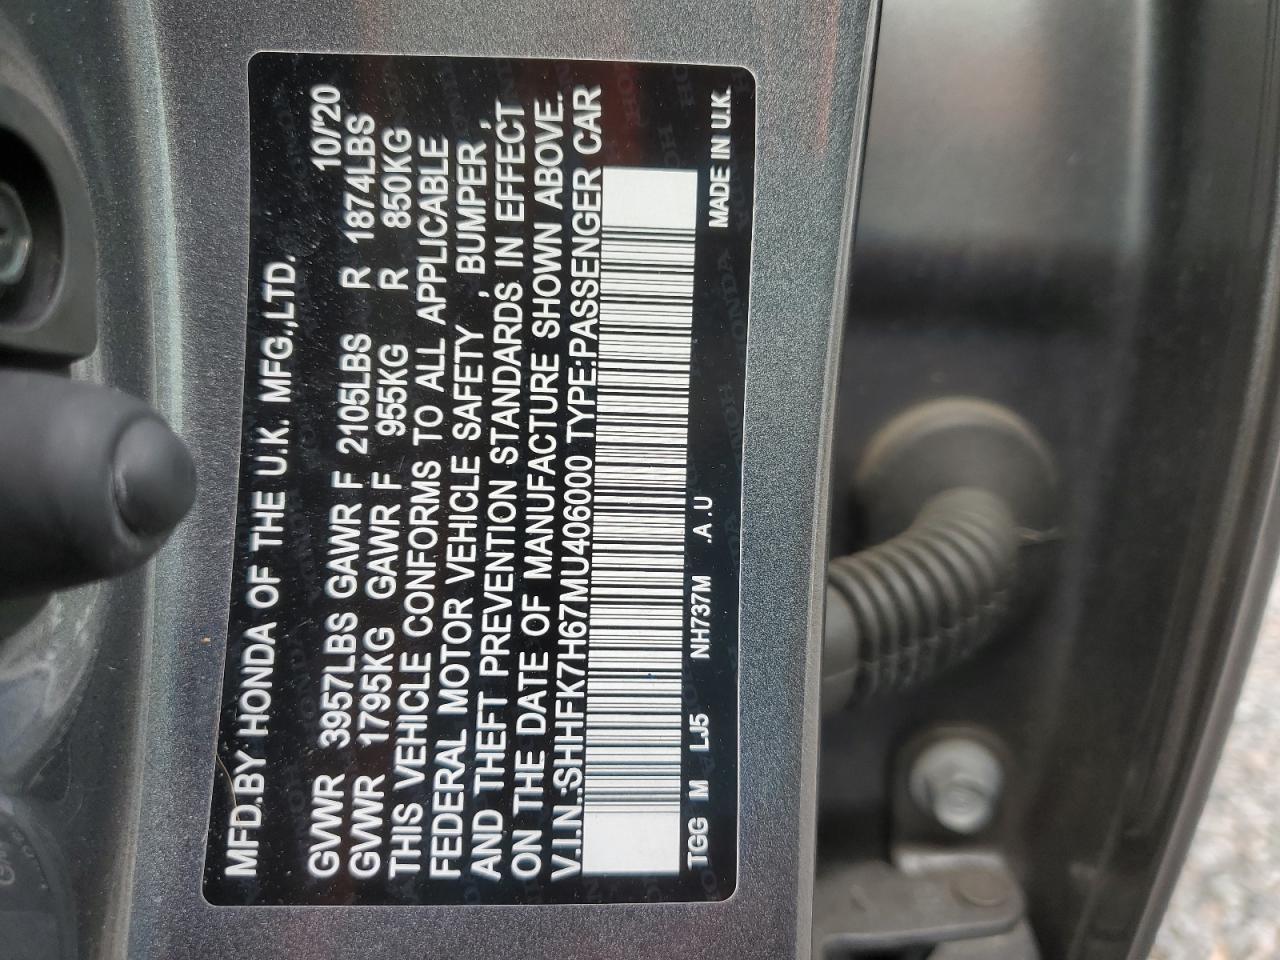 MFD.BY HONDA OF THE U.K. MFG.,LTD. 10/'20
GVWR 3957LBS GAWR F 2105LBS R 1874LBS
GVWR 1795KG GAWR F 955KG R 850KG
THIS VEHICLE CONFORMS TO ALL APPLICABLE
FEDERAL MOTOR VEHICLE SAFETY , BUMPER ,
AND THEFT PREVENTION STANDARDS IN EFFECT
ON THE DATE OF MANUFACTURE SHOWN ABOVE.
V.I.N.:SHHFK7H67MU406000 TYPE:PASSENGER CAR
TGG M LJ5 NH737M .A.U MADE IN U.K.